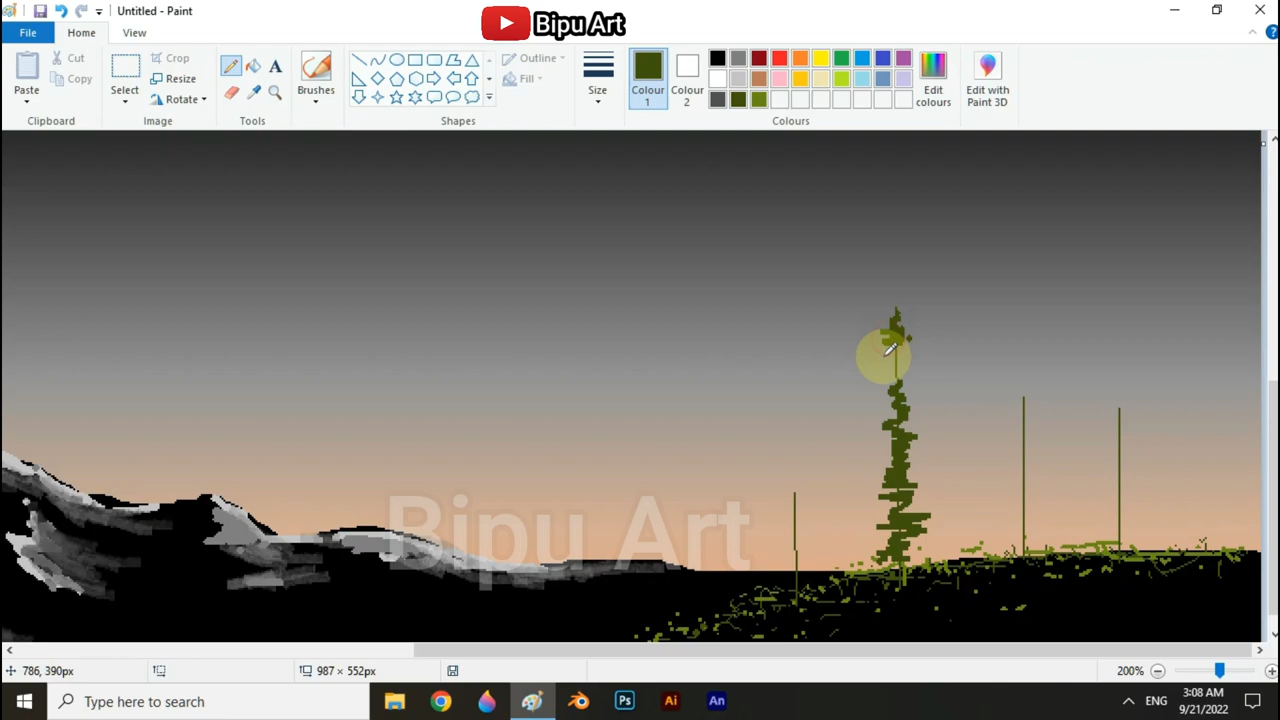 Untitled - Paint
Bipu Art
File
Home
View
Paste
Cut
Copy
Clipboard
Select
Crop
Resize
Rotate
Image
Tools
Brushes
Shapes
Outline
Fill
Size
Colour
1
Colour
2
Edit
colours
Edit with
Paint 3D
Colours
Bipu Art
786, 390px
987 × 552px
200%
Type here to search
Ps
Ai
An
ENG
3:08 AM
9/21/2022